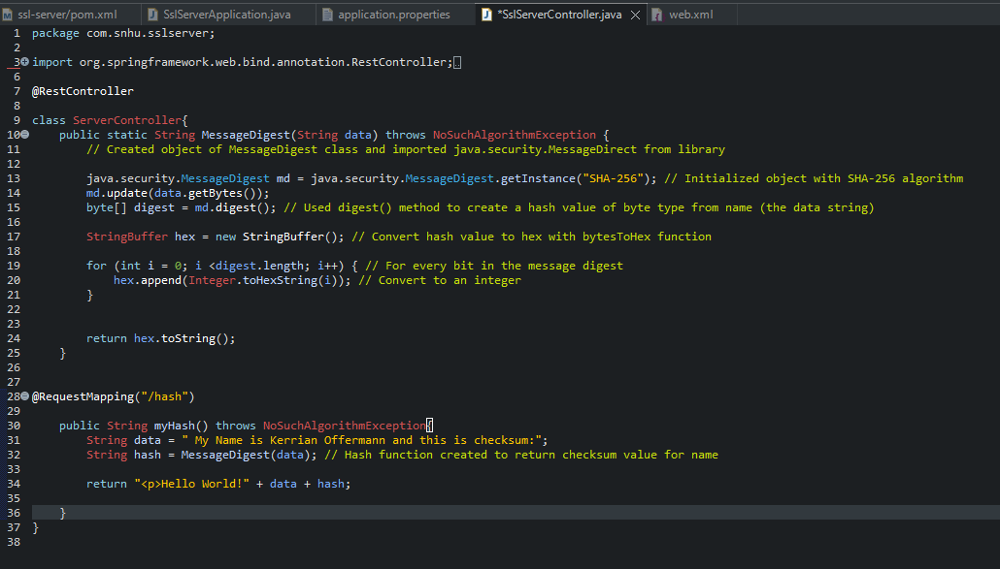 ssl-server/pom.xml SslServerApplication.java application.properties *SslServerController.java web.xml
1 package com.snhu.sslserver;
2
3 import org.springframework.web.bind.annotation.RestController;
6
7 @RestController
8
9 class ServerController{
10 public static String MessageDigest(String data) throws NoSuchAlgorithmException {
11 // Created object of MessageDigest class and imported java.security.MessageDirect from library
12
13 java.security.MessageDigest md = java.security.MessageDigest.getInstance("SHA-256"); // Initialized object with SHA-256 algorithm
14 md.update(data.getBytes());
15 byte[] digest = md.digest(); // Used digest() method to create a hash value of byte type from name (the data string)
16
17 StringBuffer hex = new StringBuffer(); // Convert hash value to hex with bytesToHex function
18
19 for (int i = 0; i <digest.length; i++) { // For every bit in the message digest
20 hex.append(Integer.toHexString(i)); // Convert to an integer
21 }
22
23
24 return hex.toString();
25 }
26
27
28 @RequestMapping("/hash")
29
30 public String myHash() throws NoSuchAlgorithmException{
31 String data = " My Name is Kerrian Offermann and this is checksum:";
32 String hash = MessageDigest(data); // Hash function created to return checksum value for name
33
34 return "<p>Hello World!" + data + hash;
35
36 }
37 }
38